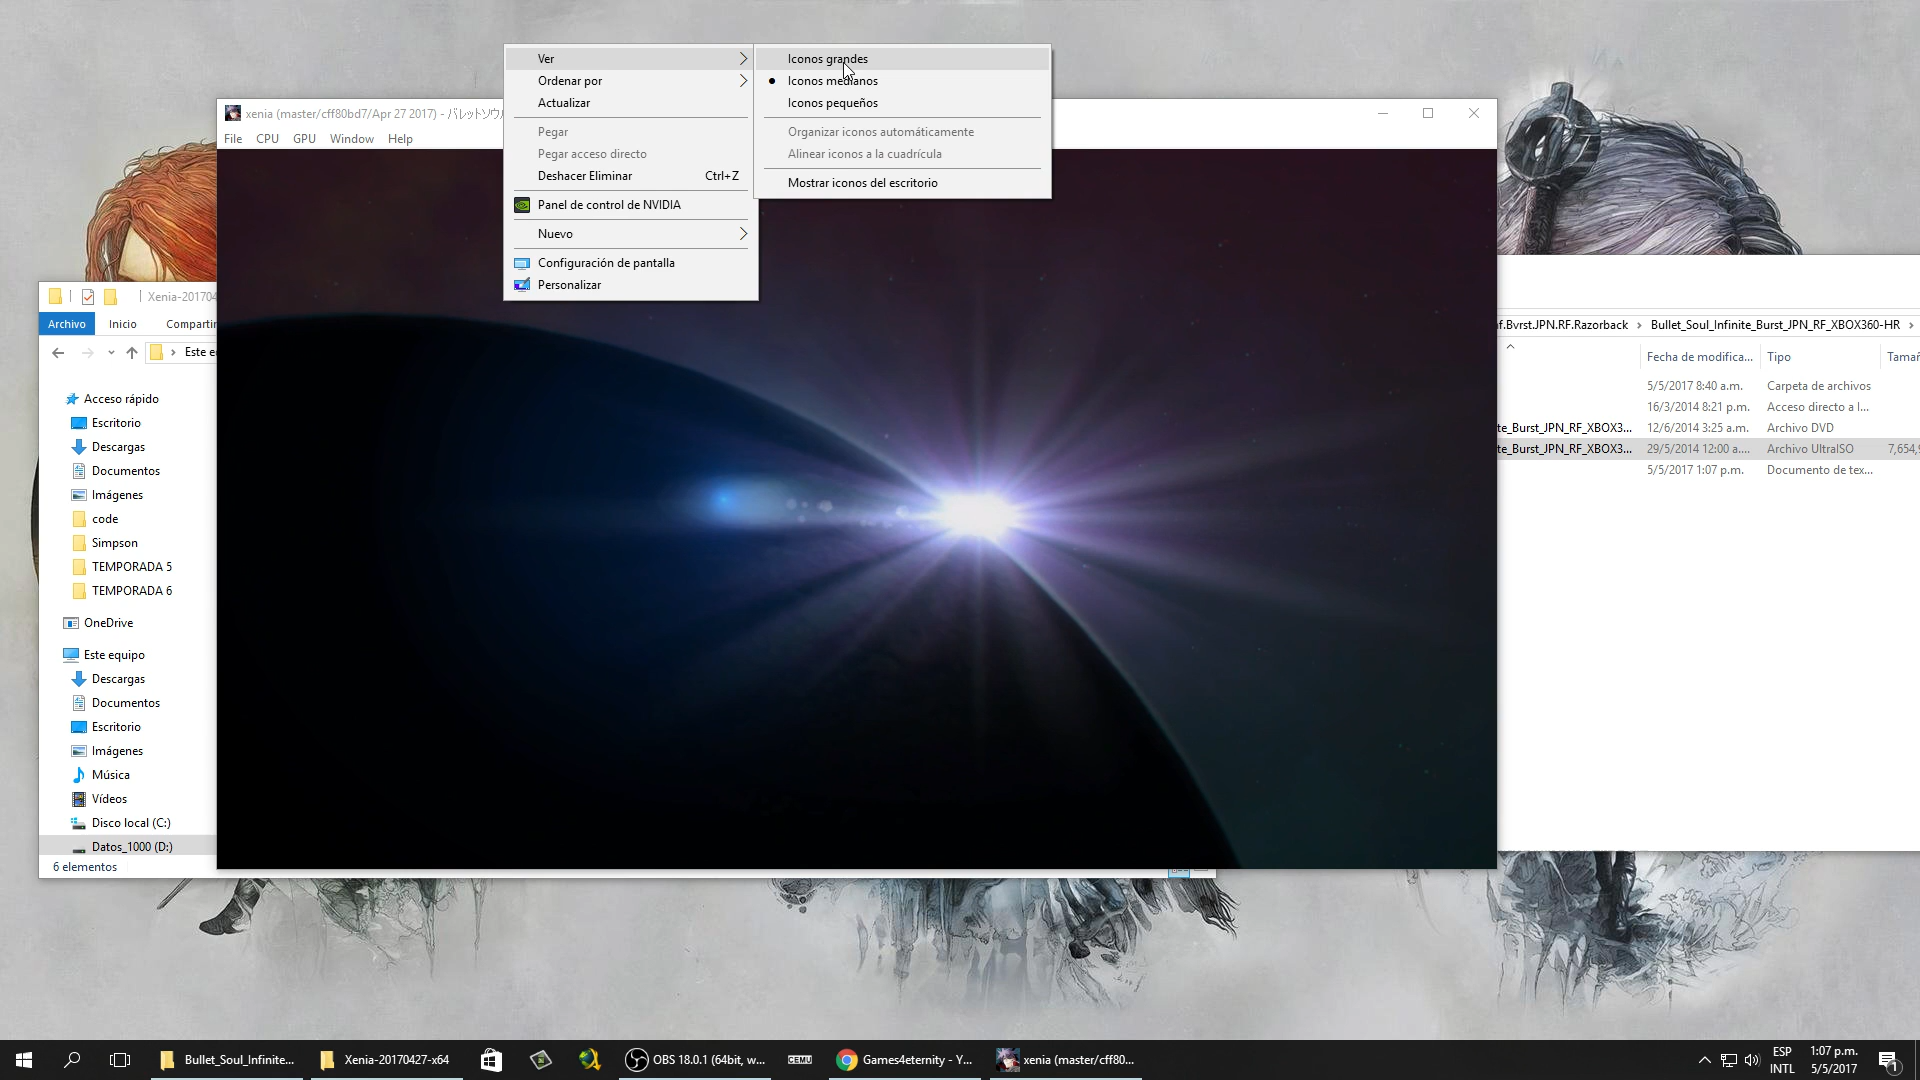 Ver
Ordenar por
Actualizar
Pegar
Pegar acceso directo
Deshacer Eliminar Ctrl+Z
Panel de control de NVIDIA
Nuevo
Configuración de pantalla
Personalizar
Iconos grandes
Iconos medianos
Iconos pequeños
Organizar iconos automáticamente
Alinear iconos a la cuadrícula
Mostrar iconos del escritorio
xenia (master/cff80bd7/Apr 27 2017) - バレットソウル
File CPU GPU Window Help
Xenia-201704
Archivo Inicio Compartir
Este e
Acceso rápido
Escritorio
Descargas
Documentos
Imágenes
code
Simpson
TEMPORADA 5
TEMPORADA 6
OneDrive
Este equipo
Descargas
Documentos
Escritorio
Imágenes
Música
Vídeos
Disco local (C:)
Datos_1000 (D:)
6 elementos
nf.Bvrst.JPN.RF.Razorback > Bullet_Soul_Infinite_Burst_JPN_RF_XBOX360-HR >
Fecha de modifica... Tipo Tamañ
5/5/2017 8:40 a.m. Carpeta de archivos
16/3/2014 8:21 p.m. Acceso directo a I...
te_Burst_JPN_RF_XBOX3... 12/6/2014 3:25 a.m. Archivo DVD
te_Burst_JPN_RF_XBOX3... 29/5/2014 12:00 a.... Archivo UltraISO 7,654,9
5/5/2017 1:07 p.m. Documento de tex...
Bullet_Soul_Infinite...
Xenia-20170427-x64
OBS 18.0.1 (64bit, w...
CEMU
Games4eternity - Y...
xenia (master/cff80...
ESP
INTL
1:07 p.m.
5/5/2017
1